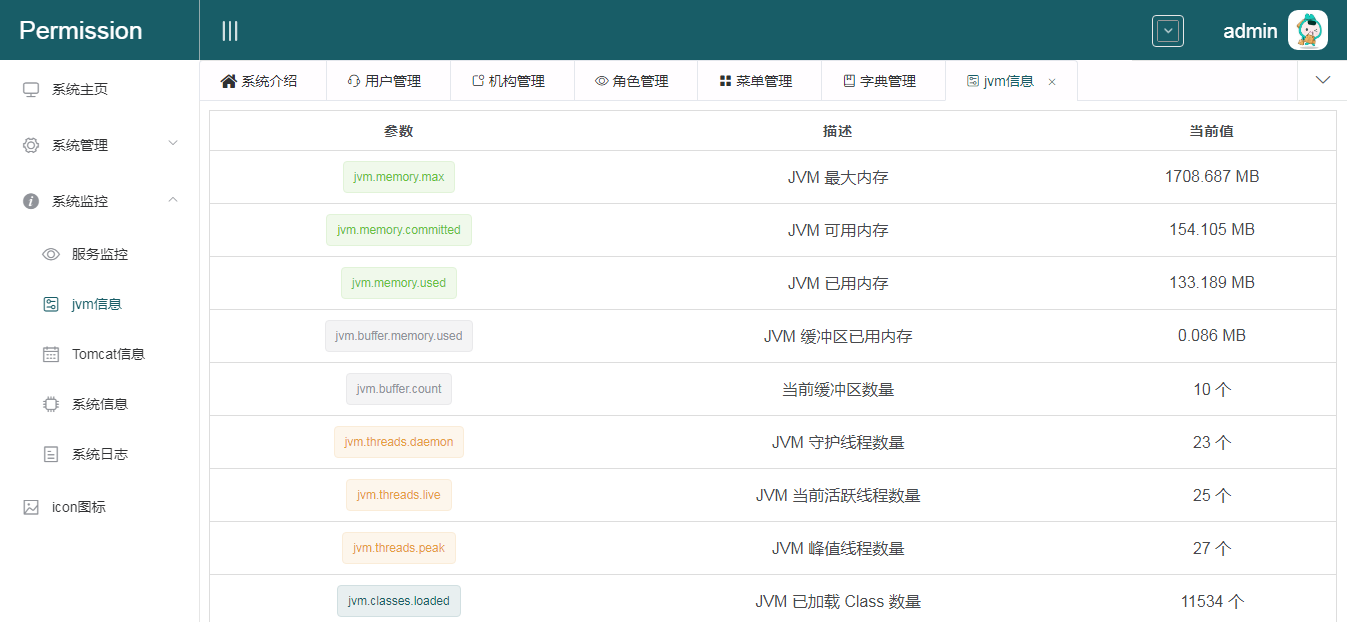 Permission
admin
系统主页
系统管理
系统监控
服务监控
jvm信息
Tomcat信息
系统信息
系统日志
icon图标
系统介绍 用户管理 机构管理 角色管理 菜单管理 字典管理 jvm信息 ×
参数 描述 当前值
jvm.memory.max JVM 最大内存 1708.687 MB
jvm.memory.committed JVM 可用内存 154.105 MB
jvm.memory.used JVM 已用内存 133.189 MB
jvm.buffer.memory.used JVM 缓冲区已用内存 0.086 MB
jvm.buffer.count 当前缓冲区数量 10 个
jvm.threads.daemon JVM 守护线程数量 23 个
jvm.threads.live JVM 当前活跃线程数量 25 个
jvm.threads.peak JVM 峰值线程数量 27 个
jvm.classes.loaded JVM 已加载 Class 数量 11534 个